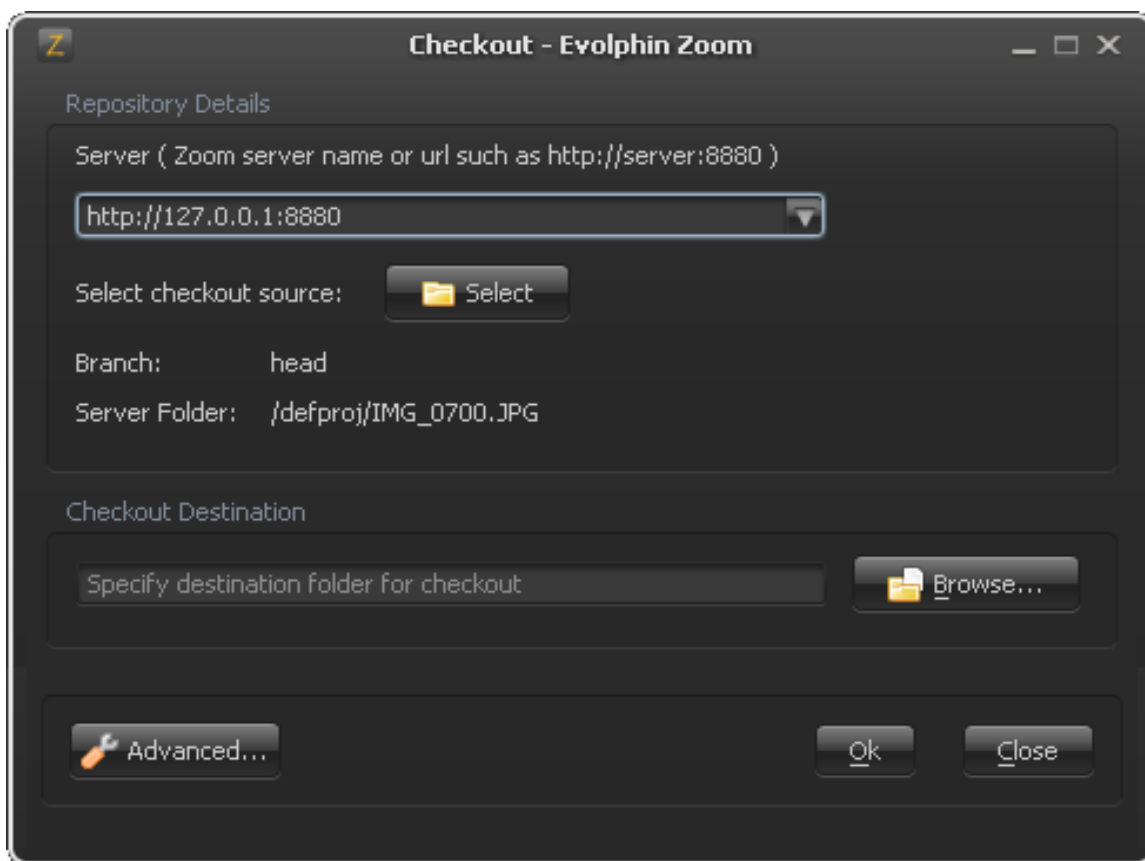 Z
Checkout - Evolphin Zoom
Repository Details
Server ( Zoom server name or url such as http://server:8880 )
http://127.0.0.1:8880
Select checkout source: Select
Branch: head
Server Folder: /defproj/IMG_0700.JPG
Checkout Destination
Specify destination folder for checkout Browse...
Advanced... Ok Close